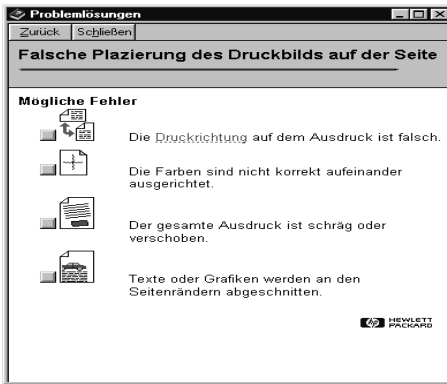 Problemlösungen
Zurück Schließen
Falsche Plazierung des Druckbilds auf der Seite
Mögliche Fehler
Die Druckrichtung auf dem Ausdruck ist falsch.
Die Farben sind nicht korrekt aufeinander
ausgerichtet.
Der gesamte Ausdruck ist schräg oder
verschoben.
Texte oder Grafiken werden an den
Seitenrändern abgeschnitten.
hp HEWLETT
PACKARD